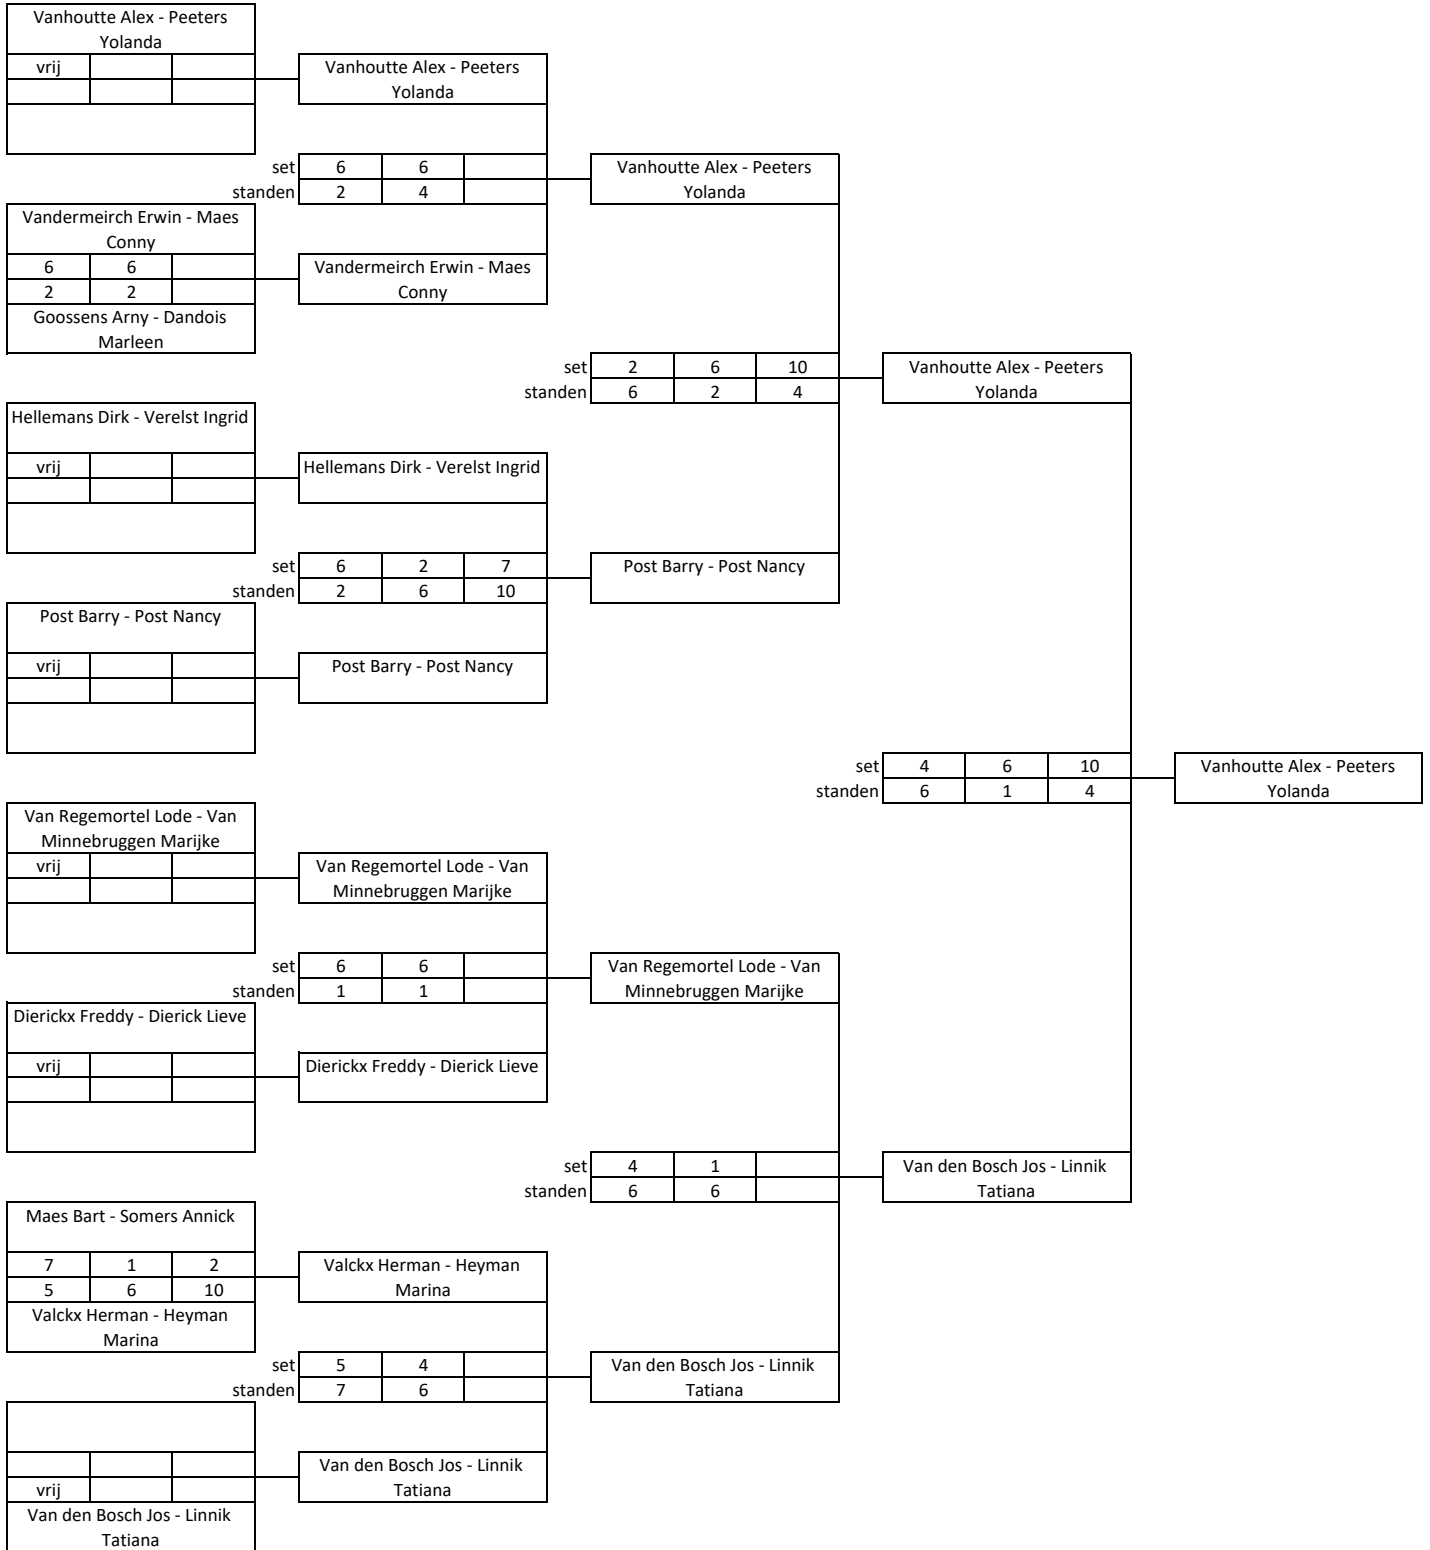 Vanhoutte Alex - Peeters
Yolanda
vrij
Vanhoutte Alex - Peeters
Yolanda
set 6 6
standen 2 4
Vanhoutte Alex - Peeters
Yolanda
Vandermeirch Erwin - Maes
Conny
6 6
2 2
Goossens Arny - Dandois
Marleen
Vandermeirch Erwin - Maes
Conny
set 2 6 10
standen 6 2 4
Vanhoutte Alex - Peeters
Yolanda
Hellemans Dirk - Verelst Ingrid
vrij
Hellemans Dirk - Verelst Ingrid
set 6 2 7
standen 2 6 10
Post Barry - Post Nancy
Post Barry - Post Nancy
vrij
Post Barry - Post Nancy
set 4 6 10
standen 6 1 4
Vanhoutte Alex - Peeters
Yolanda
Van Regemortel Lode - Van
Minnebruggen Marijke
vrij
Van Regemortel Lode - Van
Minnebruggen Marijke
set 6 6
standen 1 1
Van Regemortel Lode - Van
Minnebruggen Marijke
Dierickx Freddy - Dierick Lieve
vrij
Dierickx Freddy - Dierick Lieve
set 4 1
standen 6 6
Van den Bosch Jos - Linnik
Tatiana
Maes Bart - Somers Annick
7 1 2
5 6 10
Valckx Herman - Heyman
Marina
Valckx Herman - Heyman
Marina
set 5 4
standen 7 6
Van den Bosch Jos - Linnik
Tatiana
vrij
Van den Bosch Jos - Linnik
Tatiana
Van den Bosch Jos - Linnik
Tatiana